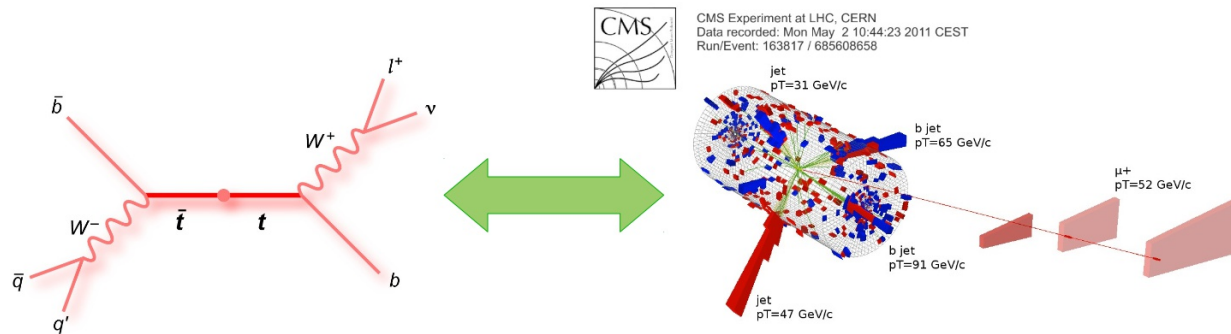 CMS
CMS Experiment at LHC, CERN
Data recorded: Mon May 2 10:44:23 2011 CEST
Run/Event: 163817 / 685608658
b̄
l⁺
ν
W⁺
W⁻
t̄
t
q̄
q'
b
jet
pT=31 GeV/c
b jet
pT=65 GeV/c
μ+
pT=52 GeV/c
b jet
pT=91 GeV/c
jet
pT=47 GeV/c